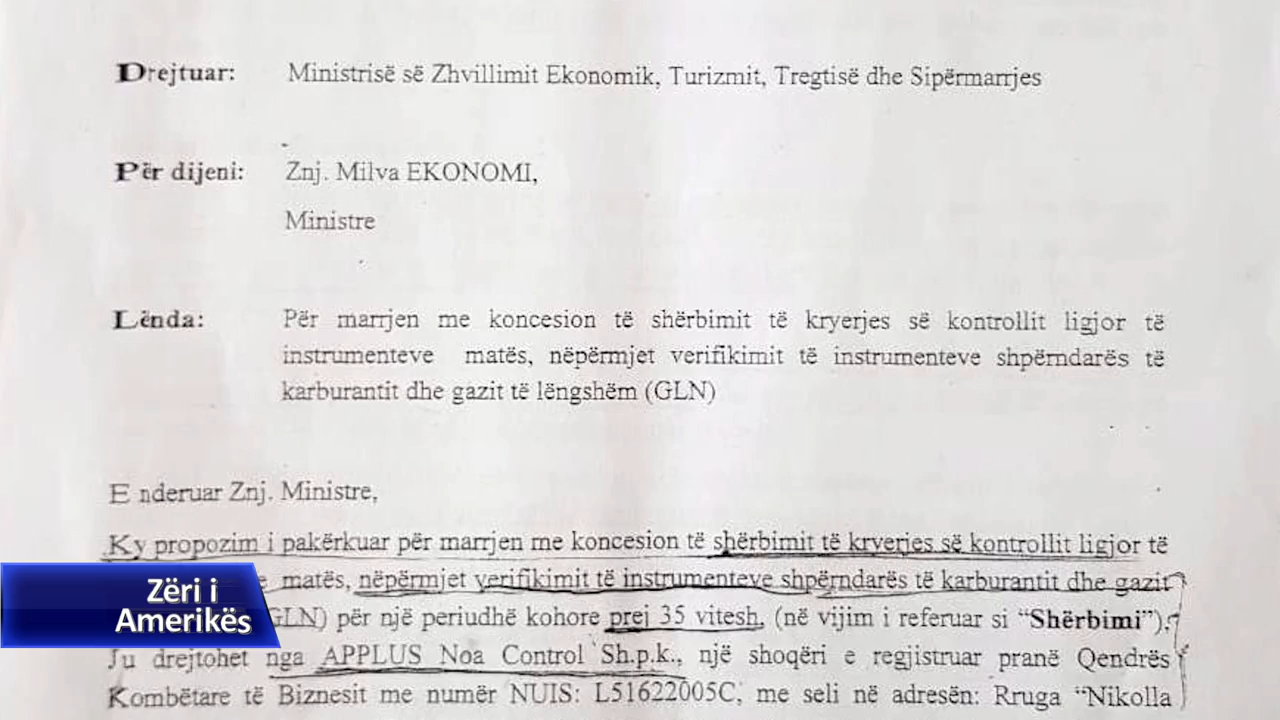 Drejtuar: Ministrisë së Zhvillimit Ekonomik, Turizmit, Tregtisë dhe Sipërmarrjes
Për dijeni: Znj. Milva EKONOMI,
Ministre
Lënda: Për marrjen me koncesion të shërbimit të kryerjes së kontrollit ligjor të
instrumenteve matës, nëpërmjet verifikimit të instrumenteve shpërndarës të
karburantit dhe gazit të lëngshëm (GLN)
E nderuar Znj. Ministre,
Ky propozim i pakërkuar për marrjen me koncesion të shërbimit të kryerjes së kontrollit ligjor të
matës, nëpërmjet verifikimit të instrumenteve shpërndarës të karburantit dhe gazit
GLN) për një periudhë kohore prej 35 vitesh, (në vijim i referuar si “Shërbimi”),
Ju drejtohet nga APPLUS Noa Control Sh.p.k., një shoqëri e regjistruar pranë Qendrës
Kombëtare të Biznesit me numër NUIS: L51622005C, me seli në adresën: Rruga “Nikolla
Zëri i
Amerikës